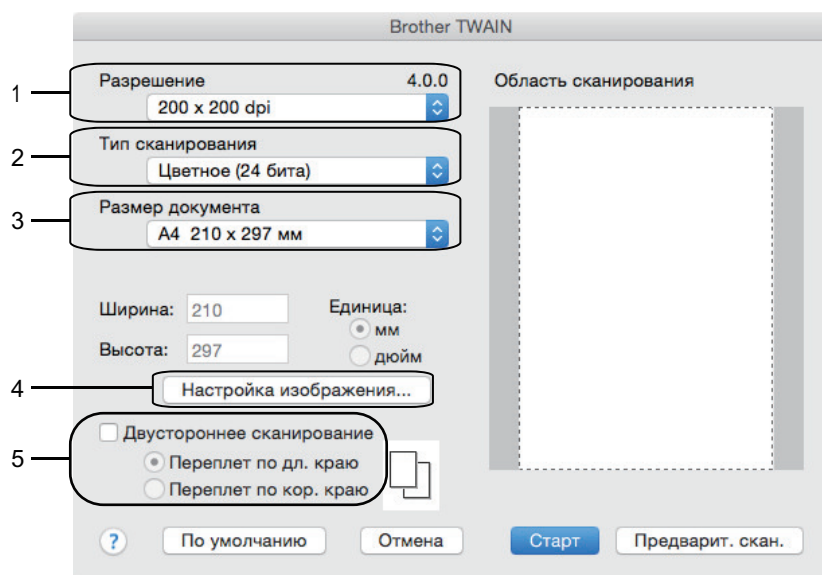 Brother TWAIN
1
Разрешение 4.0.0
200 x 200 dpi
2
Тип сканирования
Цветное (24 бита)
3
Размер документа
A4 210 x 297 мм
Ширина: 210
Высота: 297
Единица:
мм
дюйм
4
Настройка изображения...
5
Двустороннее сканирование
Переплет по дл. краю
Переплет по кор. краю
Область сканирования
?
По умолчанию
Отмена
Старт
Предварит. скан.